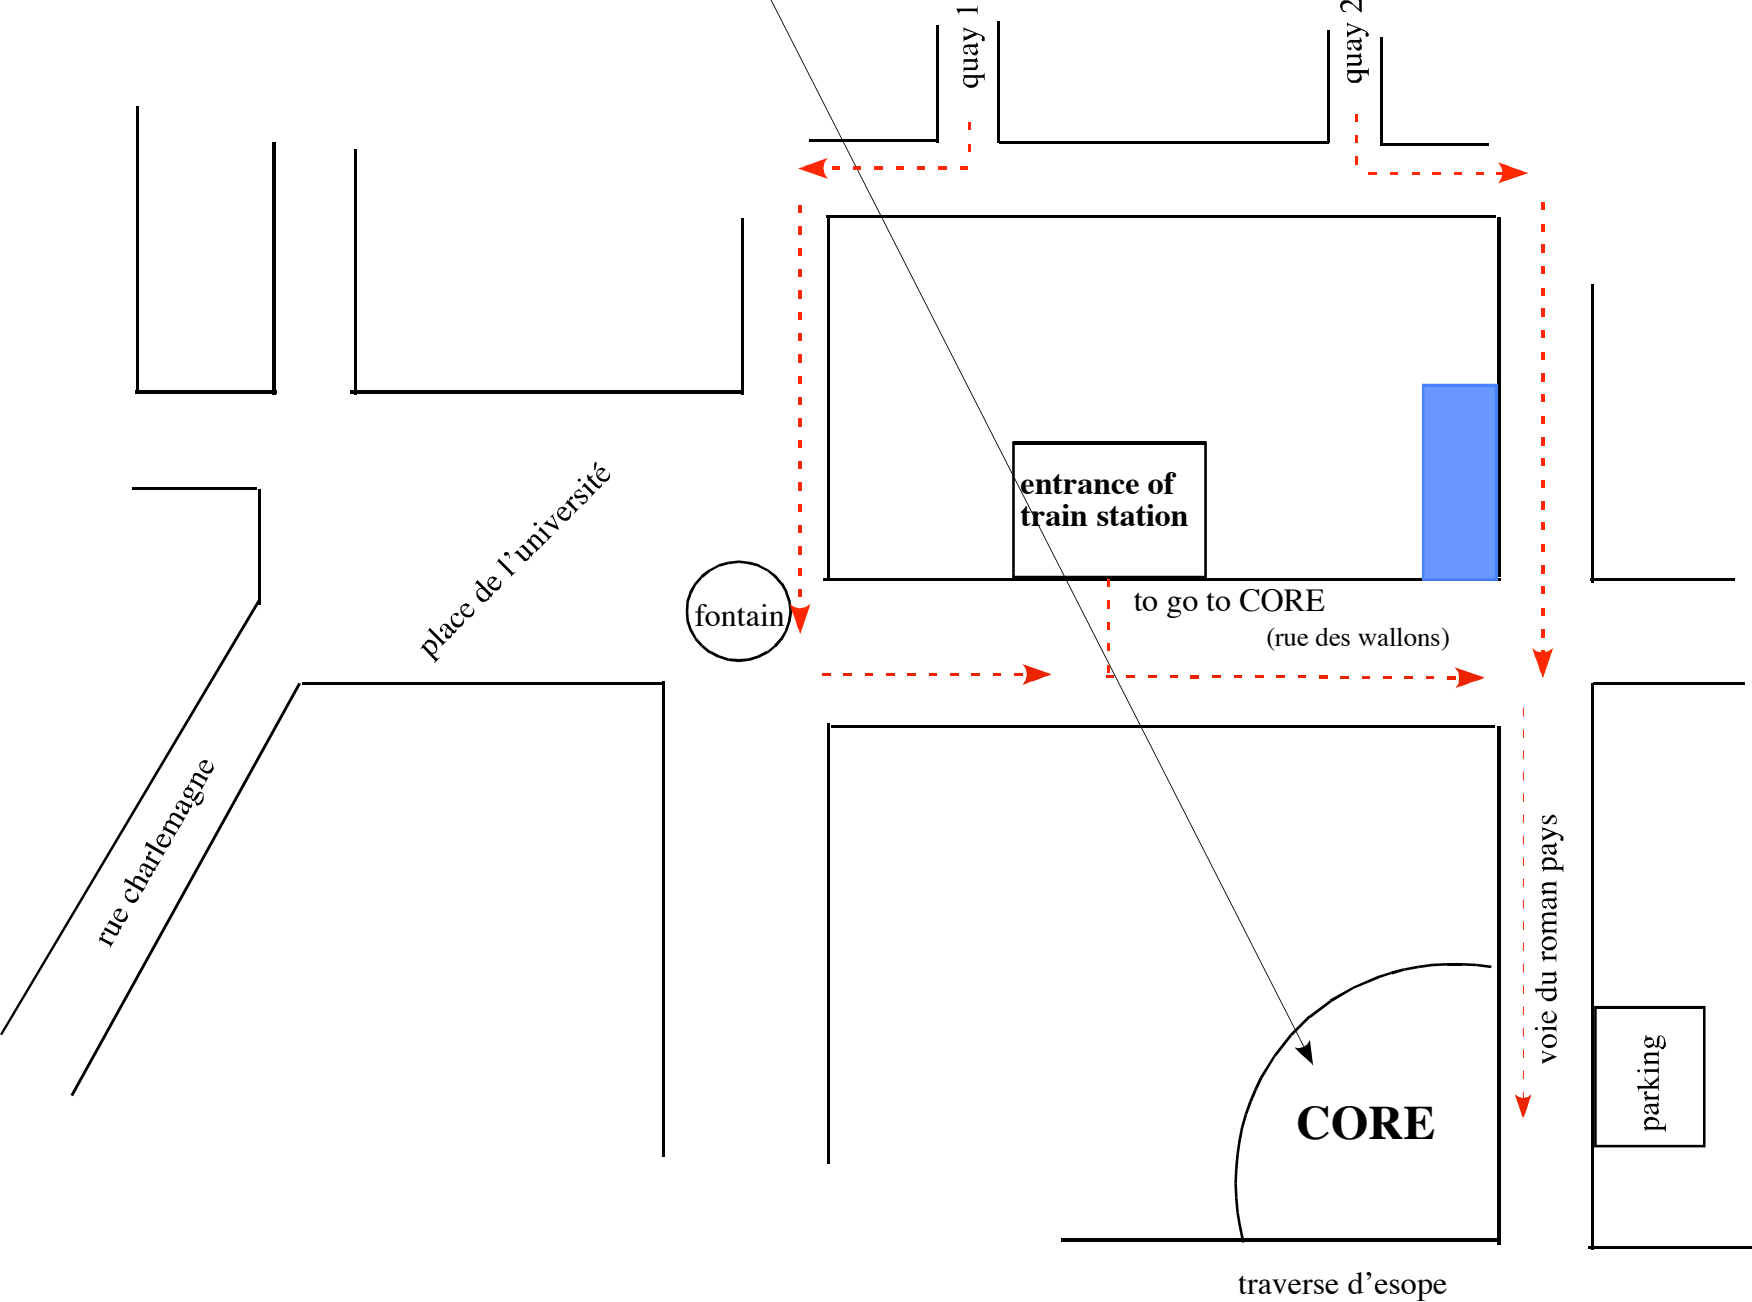 quay 1
quay 2
entrance of
train station
place de l’université
fontain
to go to CORE
(rue des wallons)
rue charlemagne
voie du roman pays
parking
CORE
traverse d’esope